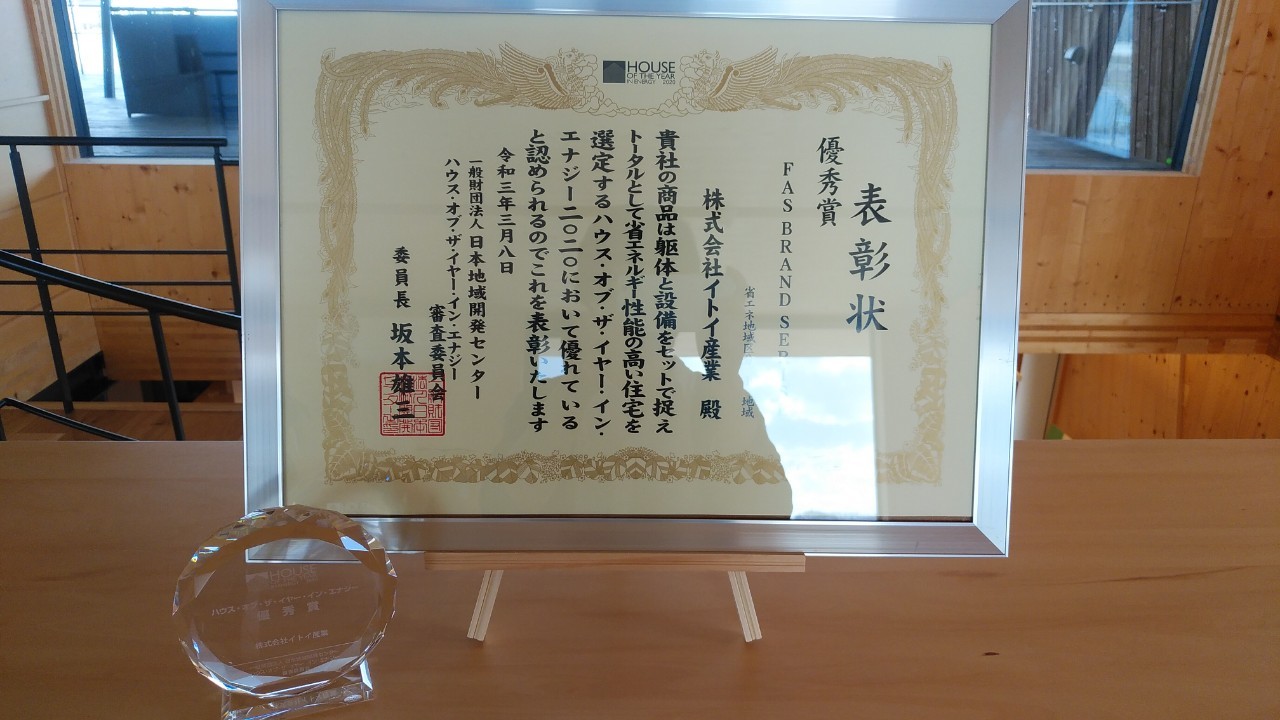 HOUSE
OF THE YEAR
IN ENERGY 2020
表彰状
優秀賞
FAS BRAND
省エネ地域
地域
株式会社イトイ産業 殿
貴社の商品は躯体と設備をセットで捉え
トータルとして省エネルギー性能の高い住宅を
選定するハウス・オブ・ザ・イヤー・イン・
エナジー二〇二〇において優れている
と認められるのでこれを表彰いたします
令和三年三月八日
一般財団法人 日本地域開発センター
ハウス・オブ・ザ・イヤー・イン・エナジー
審査委員会
委員長 坂本雄三
HOUSE
ハウス・オブ・ザ・イヤー・イン・エナジー
優秀賞
株式会社イトイ産業